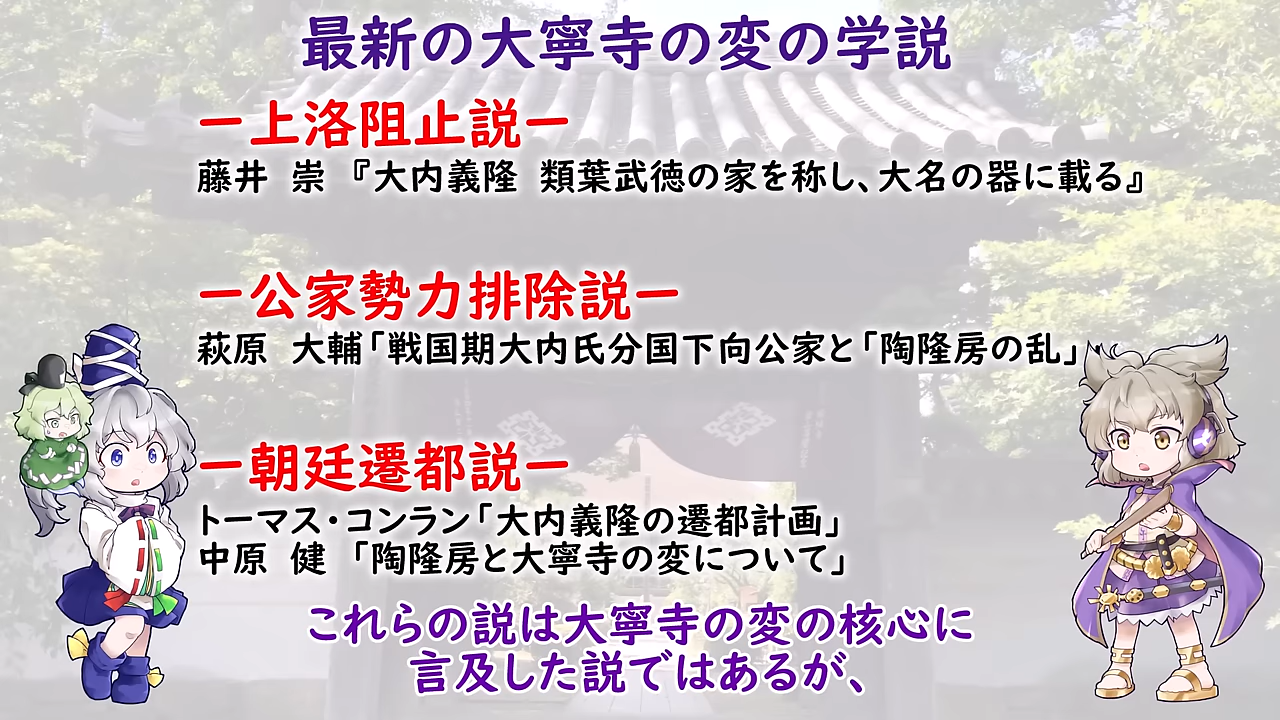 最新の大寧寺の変の学説
ー上洛阻止説ー
藤井 崇 『大内義隆 類葉武徳の家を称し、大名の器に載る』
ー公家勢力排除説ー
萩原 大輔「戦国期大内氏分国下向公家と「陶隆房の乱」
ー朝廷遷都説ー
トーマス・コンラン「大内義隆の遷都計画」
中原 健 「陶隆房と大寧寺の変について」
これらの説は大寧寺の変の核心に
言及した説ではあるが、